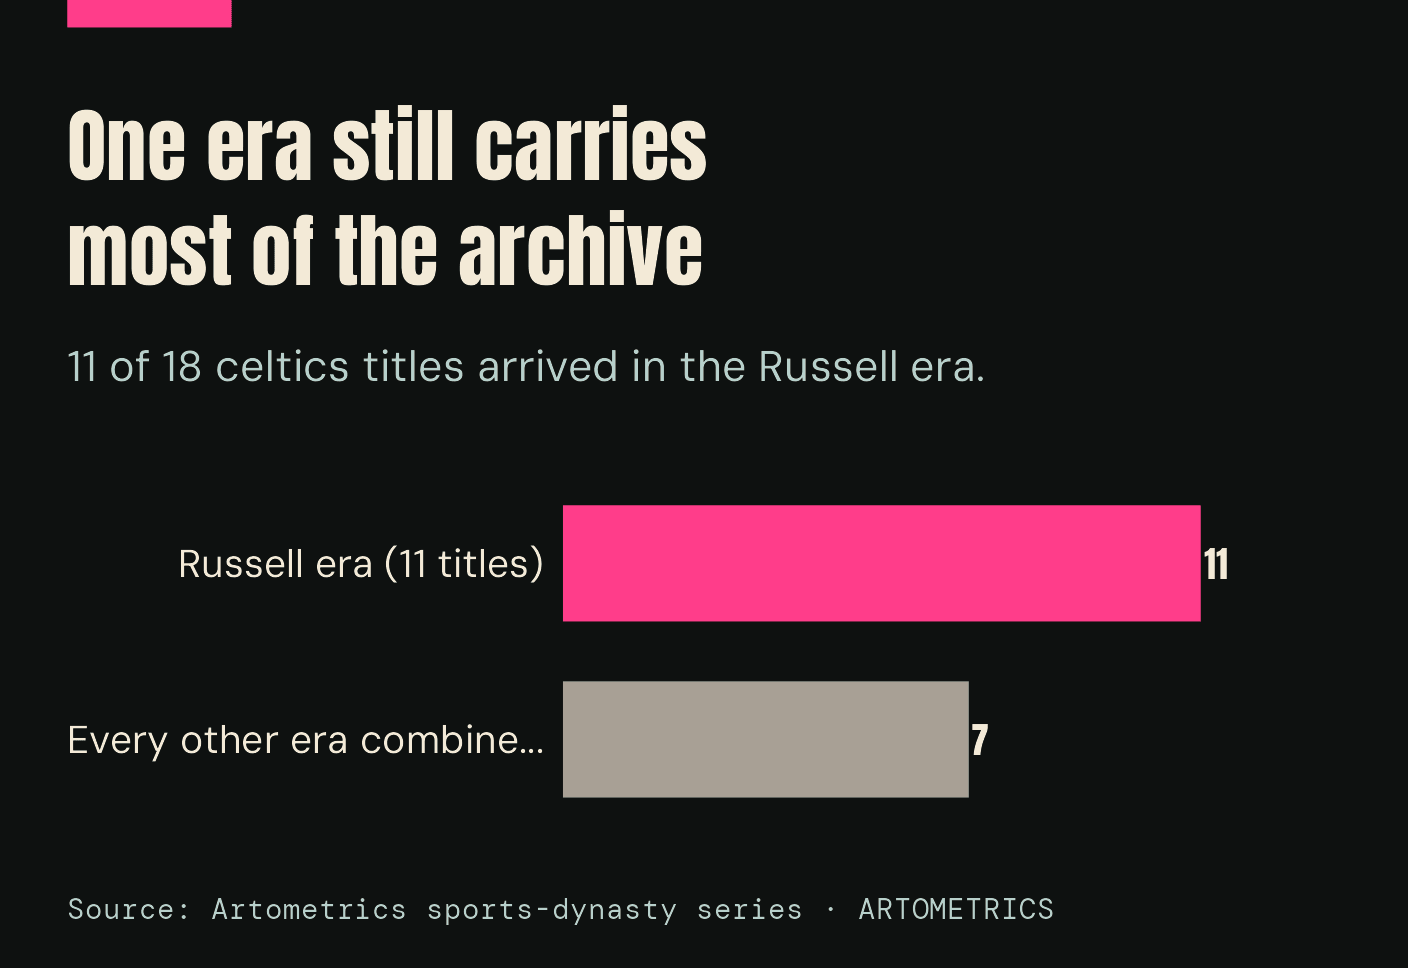 One era still carries
most of the archive
11 of 18 celtics titles arrived in the Russell era.
Russell era (11 titles)
11
Every other era combine...
7
Source: Artometrics sports-dynasty series · ARTOMETRICS